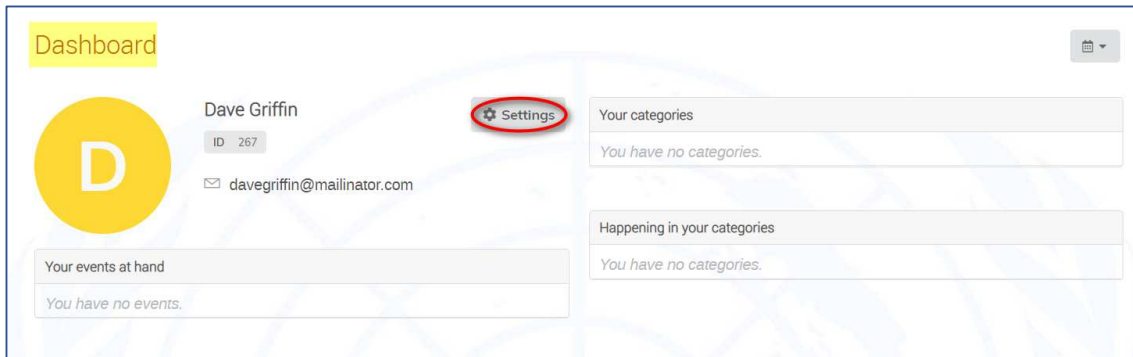 Dashboard
D
Dave Griffin
Settings
ID 267
davegriffin@mailinator.com
Your events at hand
You have no events.
Your categories
You have no categories.
Happening in your categories
You have no categories.